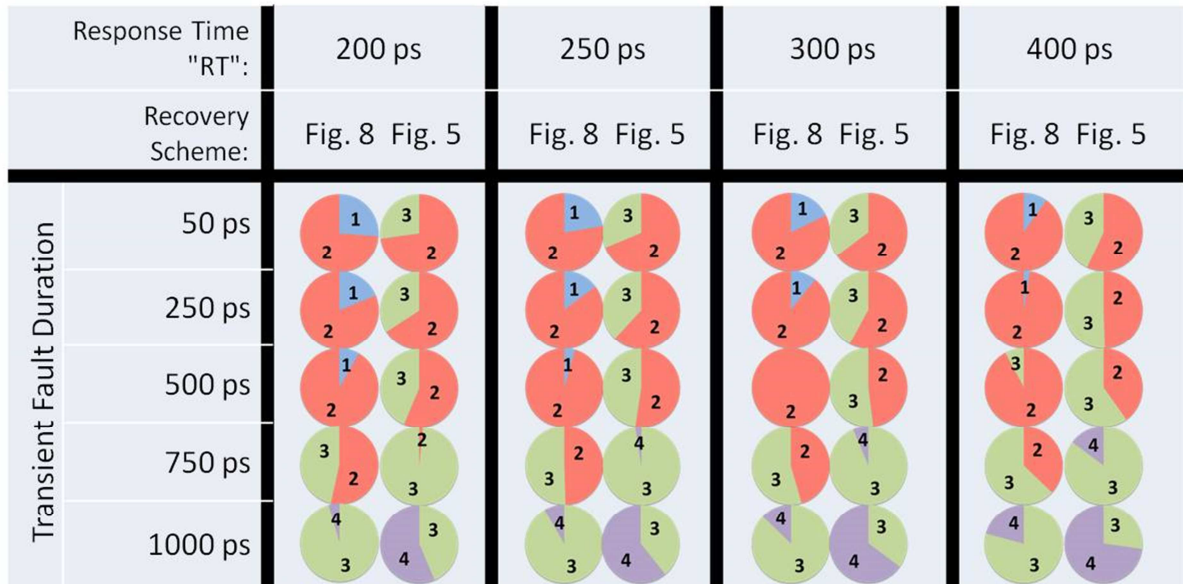 Response Time
"RT":
200 ps 250 ps 300 ps 400 ps
Recovery
Scheme:
Fig. 8 Fig. 5 Fig. 8 Fig. 5 Fig. 8 Fig. 5 Fig. 8 Fig. 5
Transient Fault Duration
50 ps
1 2 3 2 1 2 3 2 1 2 3 2 1 2 3 2
250 ps
1 2 3 2 1 2 3 2 1 2 3 2 1 2 3 2
500 ps
1 2 3 2 1 2 3 2 2 3 2 3 2 3 2
750 ps
3 2 2 3 3 2 4 3 3 2 4 3 3 2 4 3
1000 ps
4 3 4 3 4 3 4 3 4 3 4 3 4 3 4 3